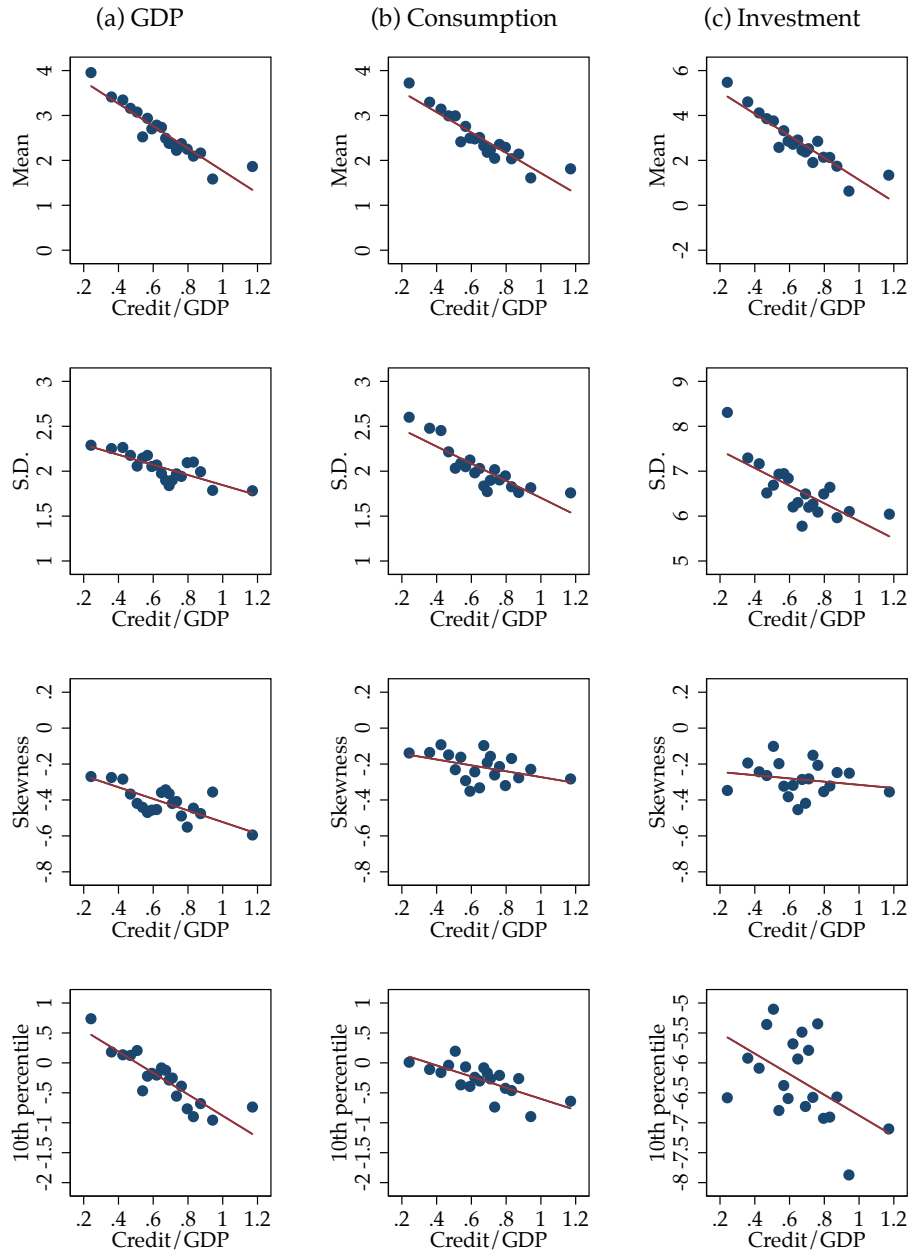 (a) GDP (b) Consumption (c) Investment
Mean
0 1 2 3 4
.2 .4 .6 .8 1 1.2
Credit/GDP
Mean
0 1 2 3 4
.2 .4 .6 .8 1 1.2
Credit/GDP
Mean
-2 0 2 4 6
.2 .4 .6 .8 1 1.2
Credit/GDP
S.D.
1 1.5 2 2.5 3
.2 .4 .6 .8 1 1.2
Credit/GDP
S.D.
1 1.5 2 2.5 3
.2 .4 .6 .8 1 1.2
Credit/GDP
S.D.
5 6 7 8 9
.2 .4 .6 .8 1 1.2
Credit/GDP
Skewness
-.8 -.6 -.4 -.2 0 .2
.2 .4 .6 .8 1 1.2
Credit/GDP
Skewness
-.8 -.6 -.4 -.2 0 .2
.2 .4 .6 .8 1 1.2
Credit/GDP
Skewness
-.8 -.6 -.4 -.2 0 .2
.2 .4 .6 .8 1 1.2
Credit/GDP
10th percentile
-2 -1.5 -1 -.5 0 .5 1
.2 .4 .6 .8 1 1.2
Credit/GDP
10th percentile
-2 -1.5 -1 -.5 0 .5 1
.2 .4 .6 .8 1 1.2
Credit/GDP
10th percentile
-8 -7.5 -7 -6.5 -6 -5.5 -5
.2 .4 .6 .8 1 1.2
Credit/GDP